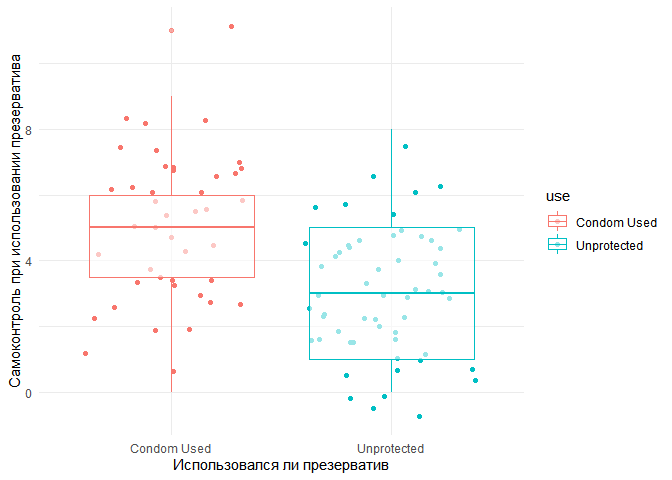 Самоконтроль при использовании презерватива
8
4
0
Condom Used
Unprotected
Использовался ли презерватив
use
Condom Used
Unprotected